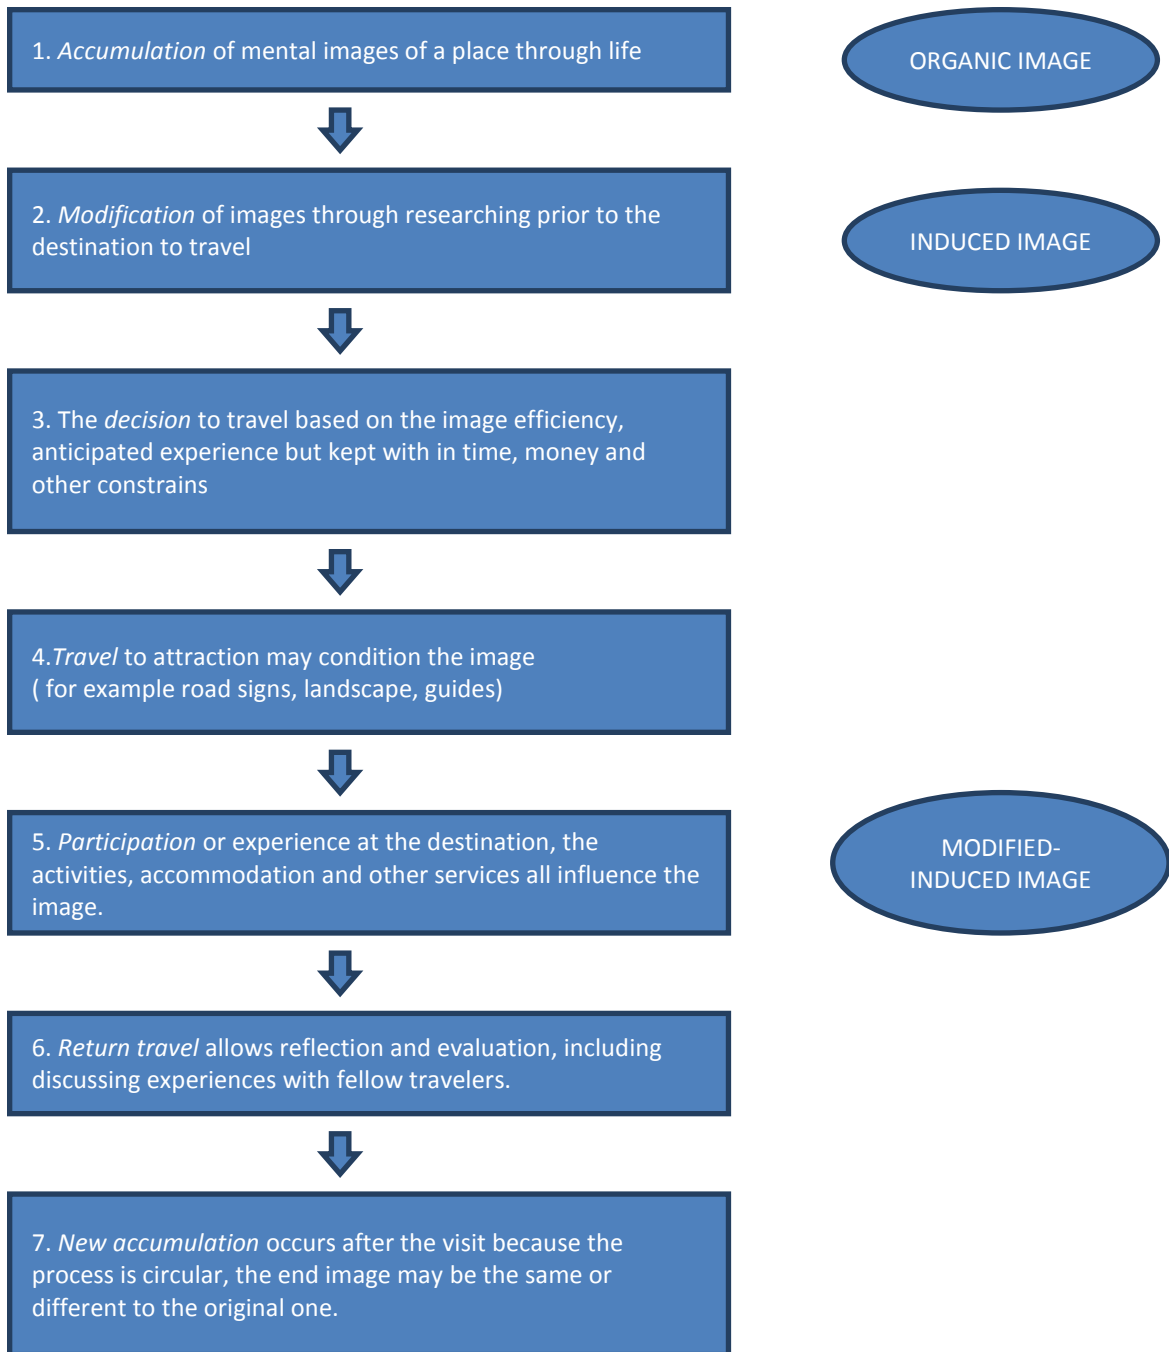 1. Accumulation of mental images of a place through life
ORGANIC IMAGE
2. Modification of images through researching prior to the
destination to travel
INDUCED IMAGE
3. The decision to travel based on the image efficiency,
anticipated experience but kept with in time, money and
other constrains
4.Travel to attraction may condition the image
( for example road signs, landscape, guides)
5. Participation or experience at the destination, the
activities, accommodation and other services all influence the
image.
MODIFIED-
INDUCED IMAGE
6. Return travel allows reflection and evaluation, including
discussing experiences with fellow travelers.
7. New accumulation occurs after the visit because the
process is circular, the end image may be the same or
different to the original one.